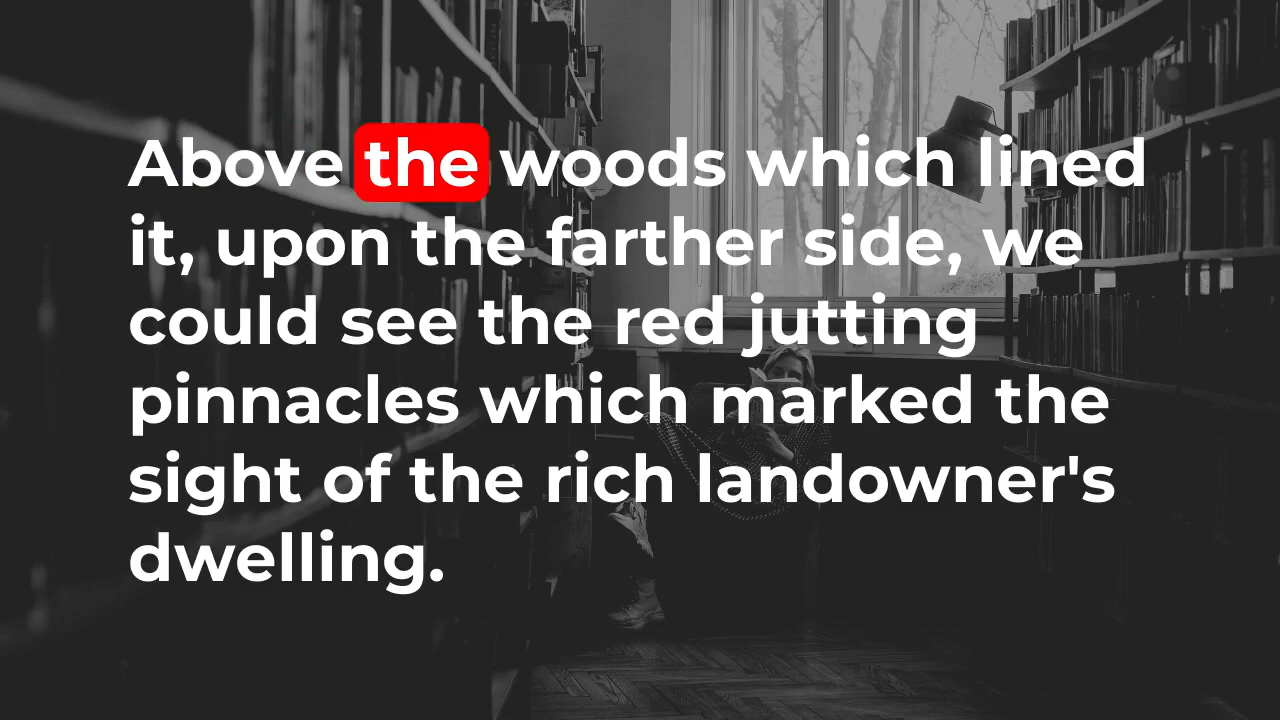 Above the woods which lined
it, upon the farther side, we
could see the red jutting
pinnacles which marked the
sight of the rich landowner's
dwelling.